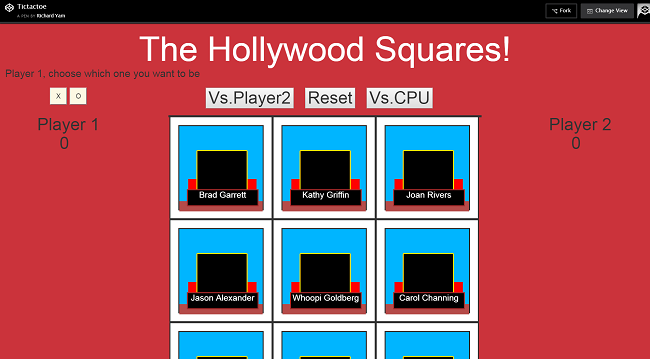 Tictactoe
A PEN BY Richard Yam
Fork
Change View
The Hollywood Squares!
Player 1, choose which one you want to be
X O
Vs.Player2 Reset Vs.CPU
Player 1
0
Player 2
0
Brad Garrett Kathy Griffin Joan Rivers
Jason Alexander Whoopi Goldberg Carol Channing